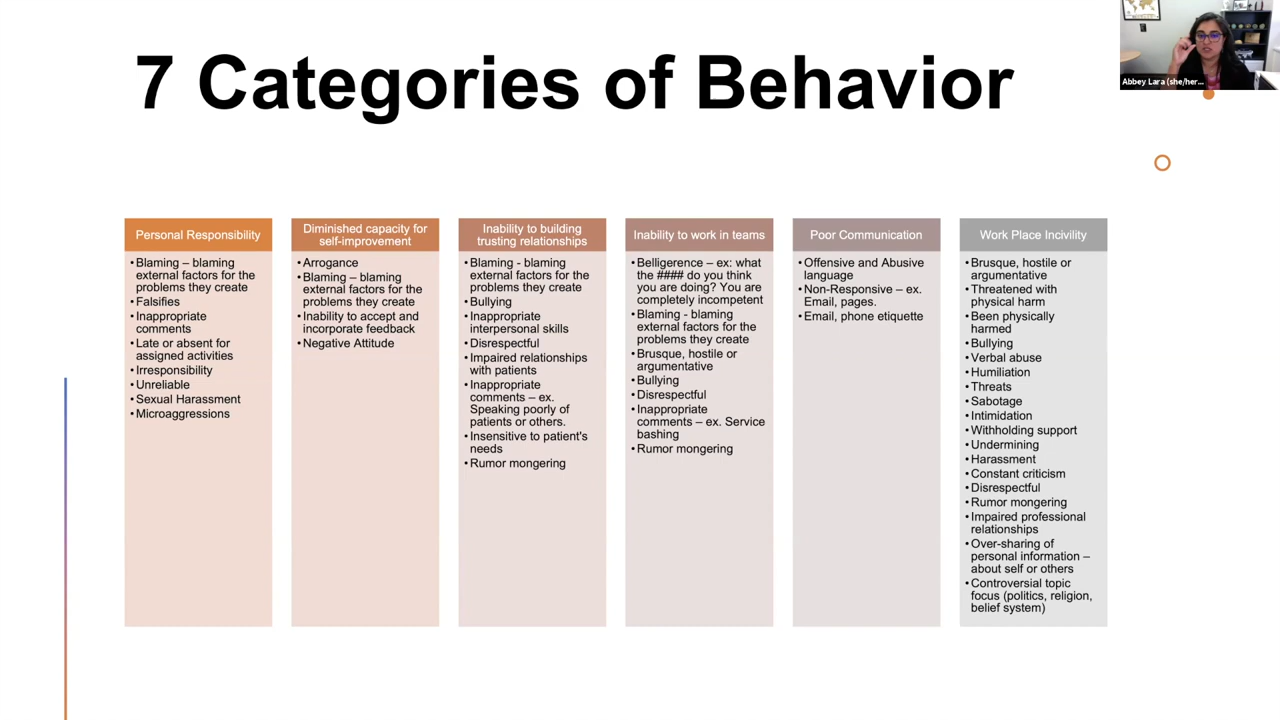 7 Categories of Behavior
Abbey Lara (she/her...
Personal Responsibility
• Blaming – blaming
external factors for the
problems they create
• Falsifies
• Inappropriate
comments
• Late or absent for
assigned activities
• Irresponsibility
• Unreliable
• Sexual Harassment
• Microaggressions
Diminished capacity for
self-improvement
• Arrogance
• Blaming – blaming
external factors for the
problems they create
• Inability to accept and
incorporate feedback
• Negative Attitude
Inability to building
trusting relationships
• Blaming - blaming
external factors for the
problems they create
• Bullying
• Inappropriate
interpersonal skills
• Disrespectful
• Impaired relationships
with patients
• Inappropriate
comments – ex.
Speaking poorly of
patients or others.
• Insensitive to patient's
needs
• Rumor mongering
Inability to work in teams
• Belligerence – ex: what
the #### do you think
you are doing? You are
completely incompetent
• Blaming - blaming
external factors for the
problems they create
• Brusque, hostile or
argumentative
• Bullying
• Disrespectful
• Inappropriate
comments – ex. Service
bashing
• Rumor mongering
Poor Communication
• Offensive and Abusive
language
• Non-Responsive – ex.
Email, pages.
• Email, phone etiquette
Work Place Incivility
• Brusque, hostile or
argumentative
• Threatened with
physical harm
• Been physically
harmed
• Bullying
• Verbal abuse
• Humiliation
• Threats
• Sabotage
• Intimidation
• Withholding support
• Undermining
• Harassment
• Constant criticism
• Disrespectful
• Rumor mongering
• Impaired professional
relationships
• Over-sharing of
personal information –
about self or others
• Controversial topic
focus (politics, religion,
belief system)